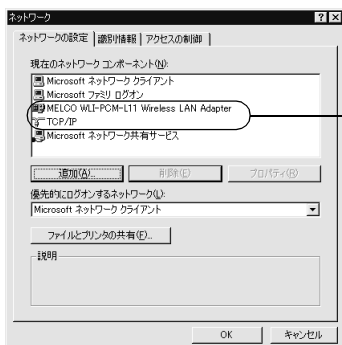 ネットワーク
ネットワークの設定 識別情報 アクセスの制御
現在のネットワーク コンポーネント(N):
Microsoft ネットワーク クライアント
Microsoft ファミリ ログオン
MELCO WLI-PCM-L11 Wireless LAN Adapter
TCP/IP
Microsoft ネットワーク共有サービス
追加(A)... 削除(E) プロパティ(R)
優先的にログオンするネットワーク(L):
Microsoft ネットワーク クライアント
ファイルとプリンタの共有(F)...
説明
OK キャンセル